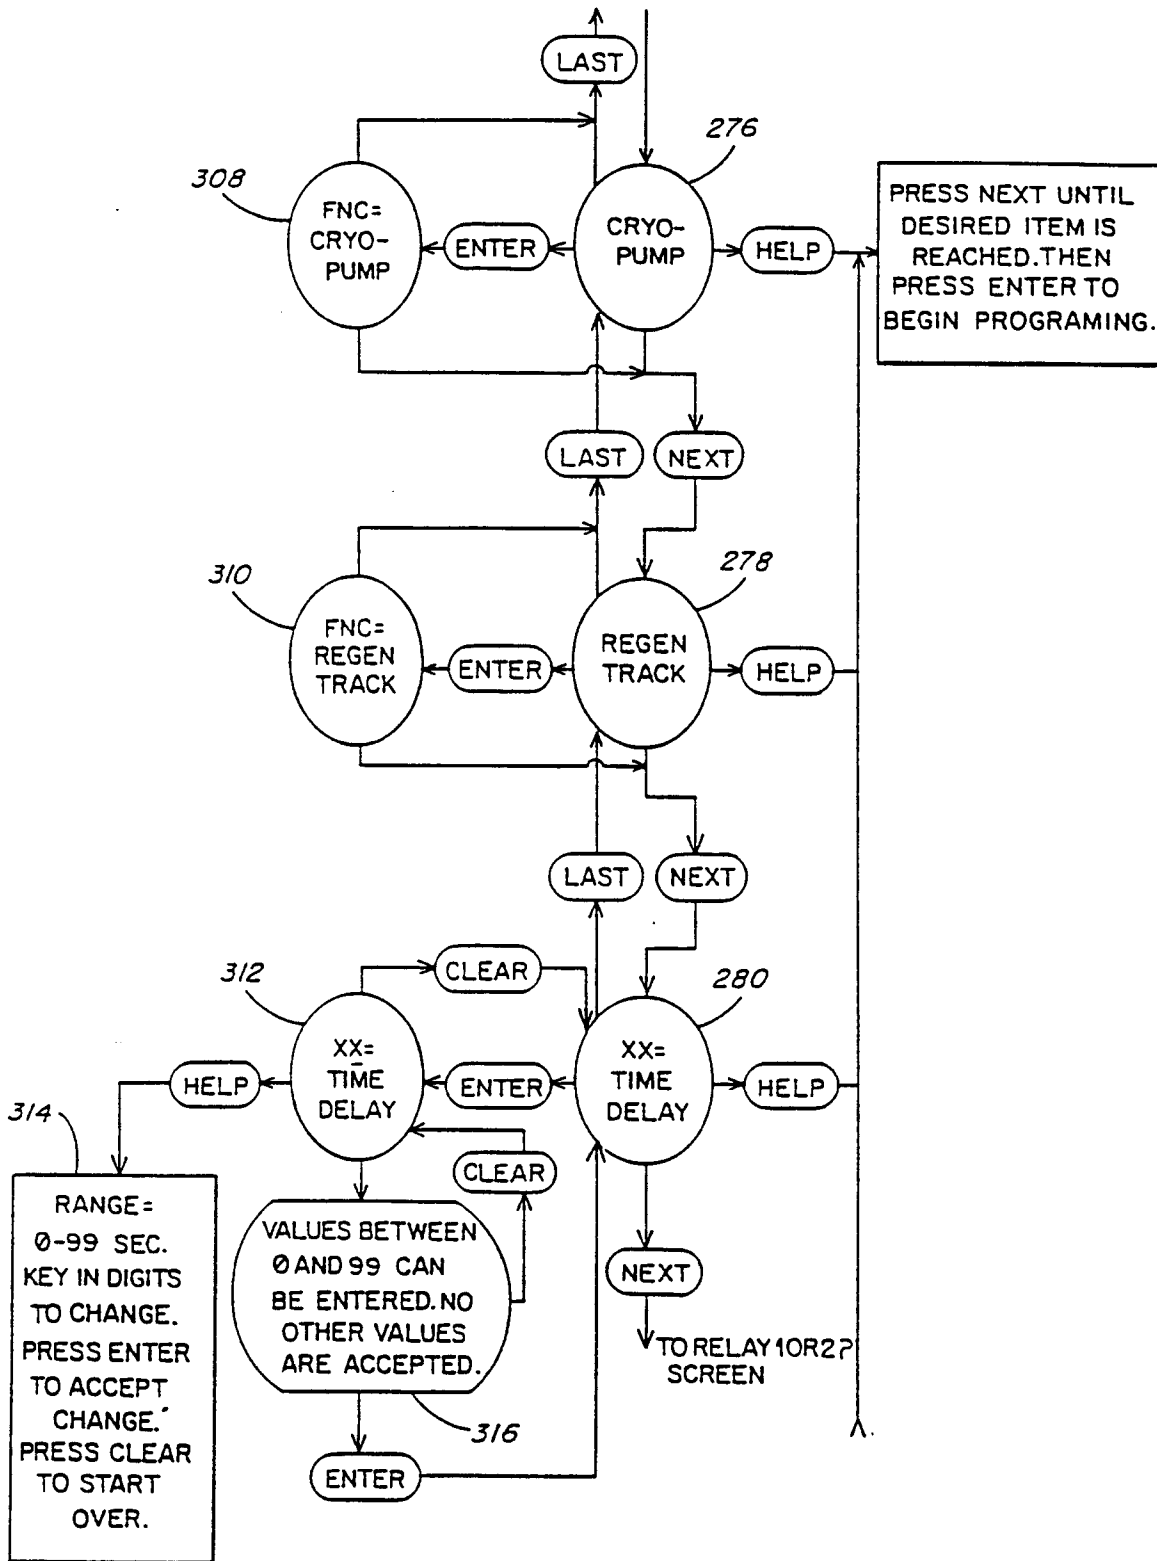 LAST
276
308
FNC=
CRYO-
PUMP
ENTER
CRYO-
PUMP
HELP
PRESS NEXT UNTIL
DESIRED ITEM IS
REACHED.THEN
PRESS ENTER TO
BEGIN PROGRAMING.
LAST
NEXT
310
278
FNC=
REGEN
TRACK
ENTER
REGEN
TRACK
HELP
LAST
NEXT
312
CLEAR
280
XX=
TIME
DELAY
ENTER
XX=
TIME
DELAY
HELP
HELP
314
CLEAR
RANGE=
0-99 SEC.
KEY IN DIGITS
TO CHANGE.
PRESS ENTER
TO ACCEPT
CHANGE.
PRESS CLEAR
TO START
OVER.
VALUES BETWEEN
0 AND 99 CAN
BE ENTERED. NO
OTHER VALUES
ARE ACCEPTED.
316
ENTER
NEXT
TO RELAY 1 OR 2?
SCREEN